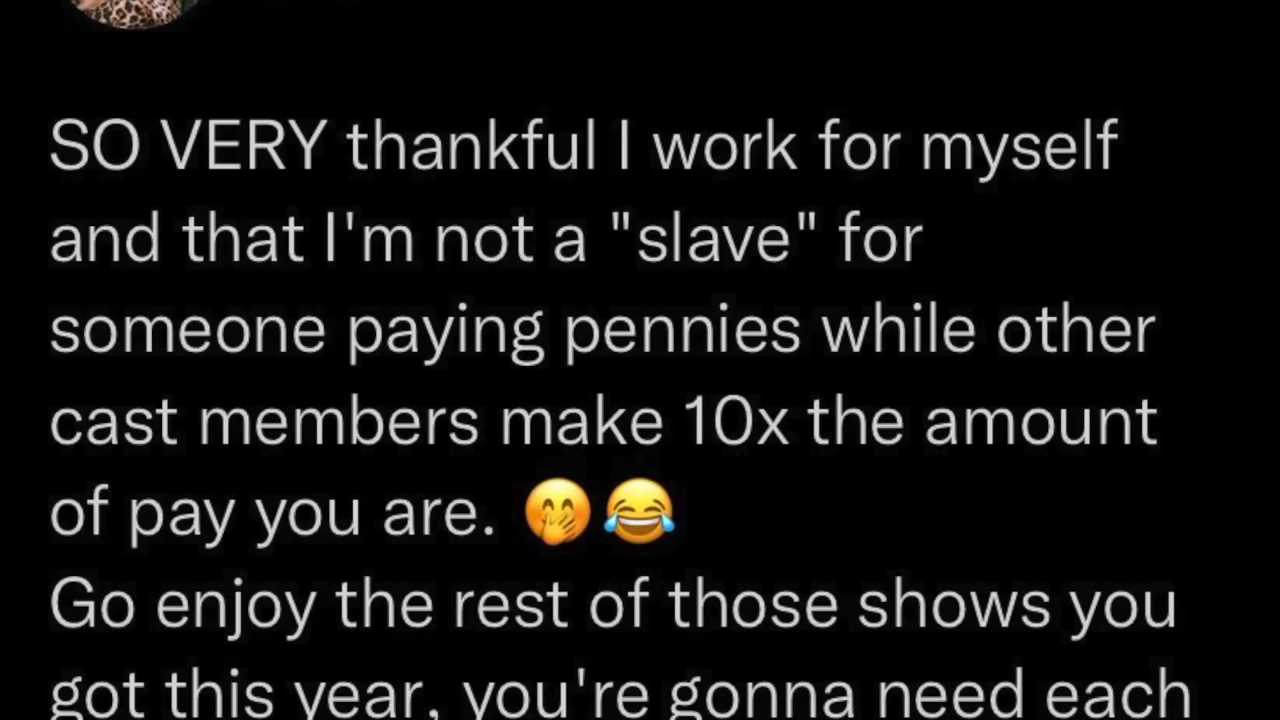 SO VERY thankful I work for myself
and that I'm not a "slave" for
someone paying pennies while other
cast members make 10x the amount
of pay you are. 🤭😂
Go enjoy the rest of those shows you
got this year, you're gonna need each